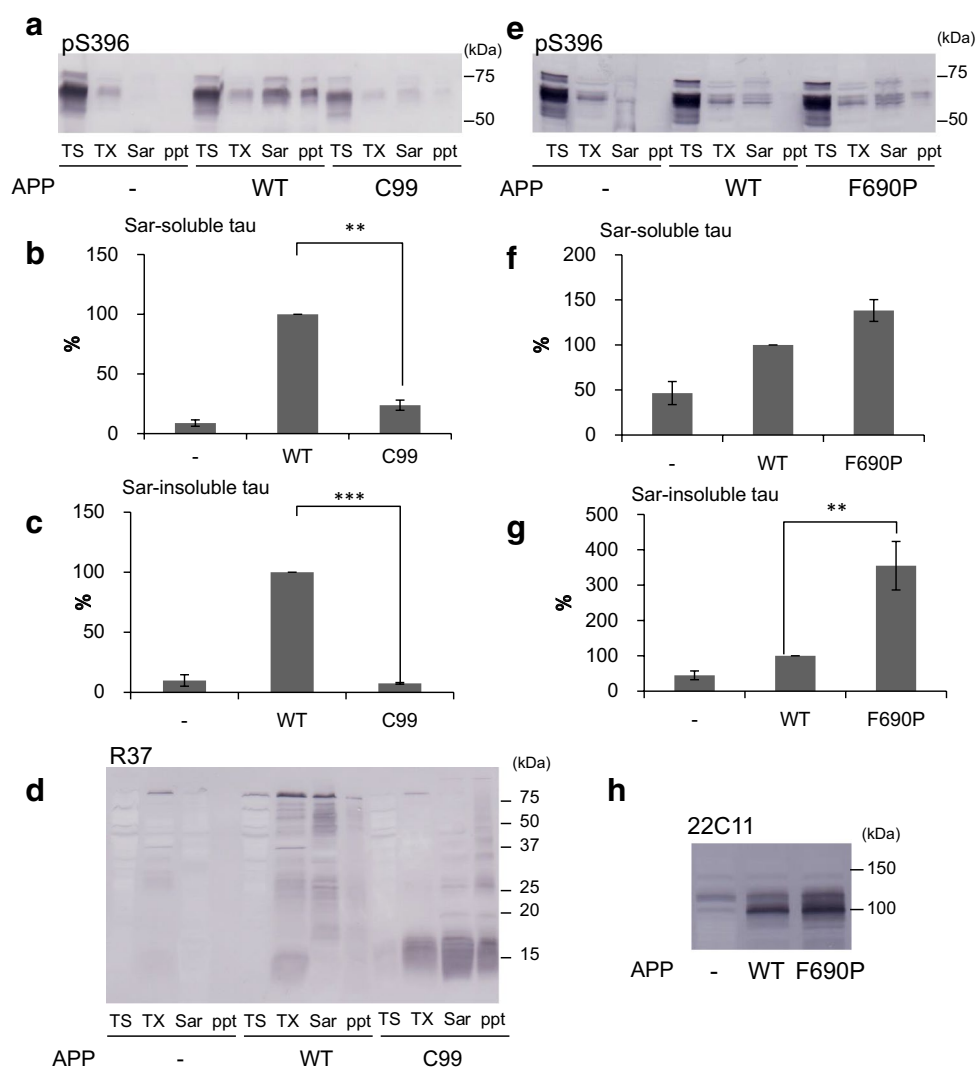 a
pS396
(kDa)
–75
–50
TS TX Sar ppt TS TX Sar ppt TS TX Sar ppt
APP - WT C99
b
Sar-soluble tau
**
150
100
50
0
%
- WT C99
c
Sar-insoluble tau
***
150
100
50
0
%
- WT C99
d
R37
(kDa)
75
50
37
25
20
15
TS TX Sar ppt TS TX Sar ppt TS TX Sar ppt
APP - WT C99
e
pS396
(kDa)
–75
–50
TS TX Sar ppt TS TX Sar ppt TS TX Sar ppt
APP - WT F690P
f
Sar-soluble tau
200
150
100
50
0
%
- WT F690P
g
Sar-insoluble tau
**
500
400
300
200
100
0
%
- WT F690P
h
22C11
(kDa)
150
100
APP - WT F690P